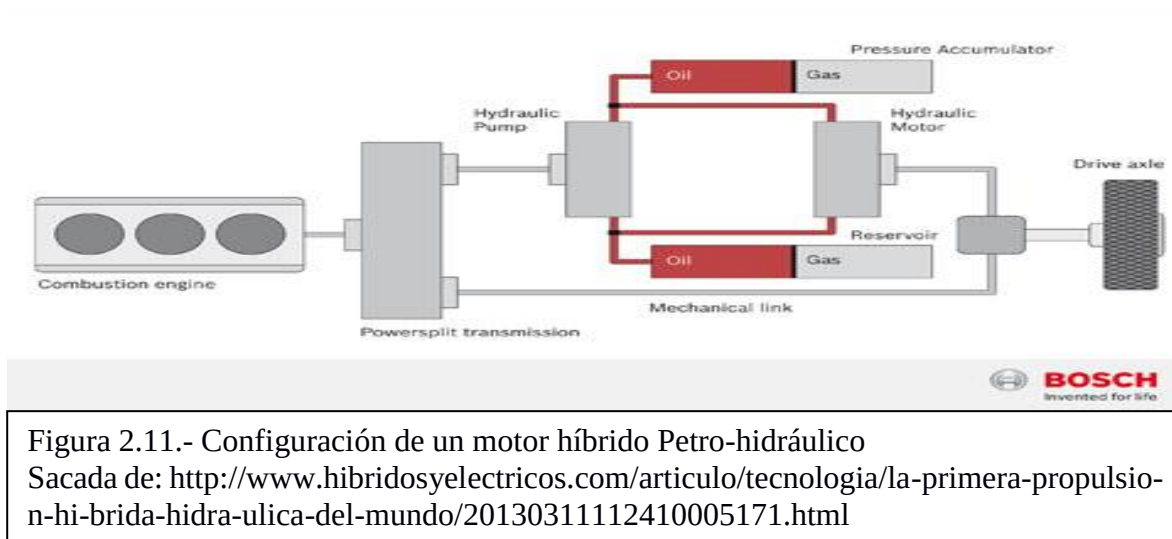 Pressure Accumulator
Oil
Gas
Hydraulic
Pump
Hydraulic
Motor
Drive axle
Reservoir
Oil
Gas
Combustion engine
Mechanical link
Powersplit transmission
BOSCH
Invented for life
Figura 2.11.- Configuración de un motor híbrido Petro-hidráulico
Sacada de: http://www.hibridosyelectricos.com/articulo/tecnologia/la-primera-propulsio-
n-hi-brida-hidra-ulica-del-mundo/20130311112410005171.html